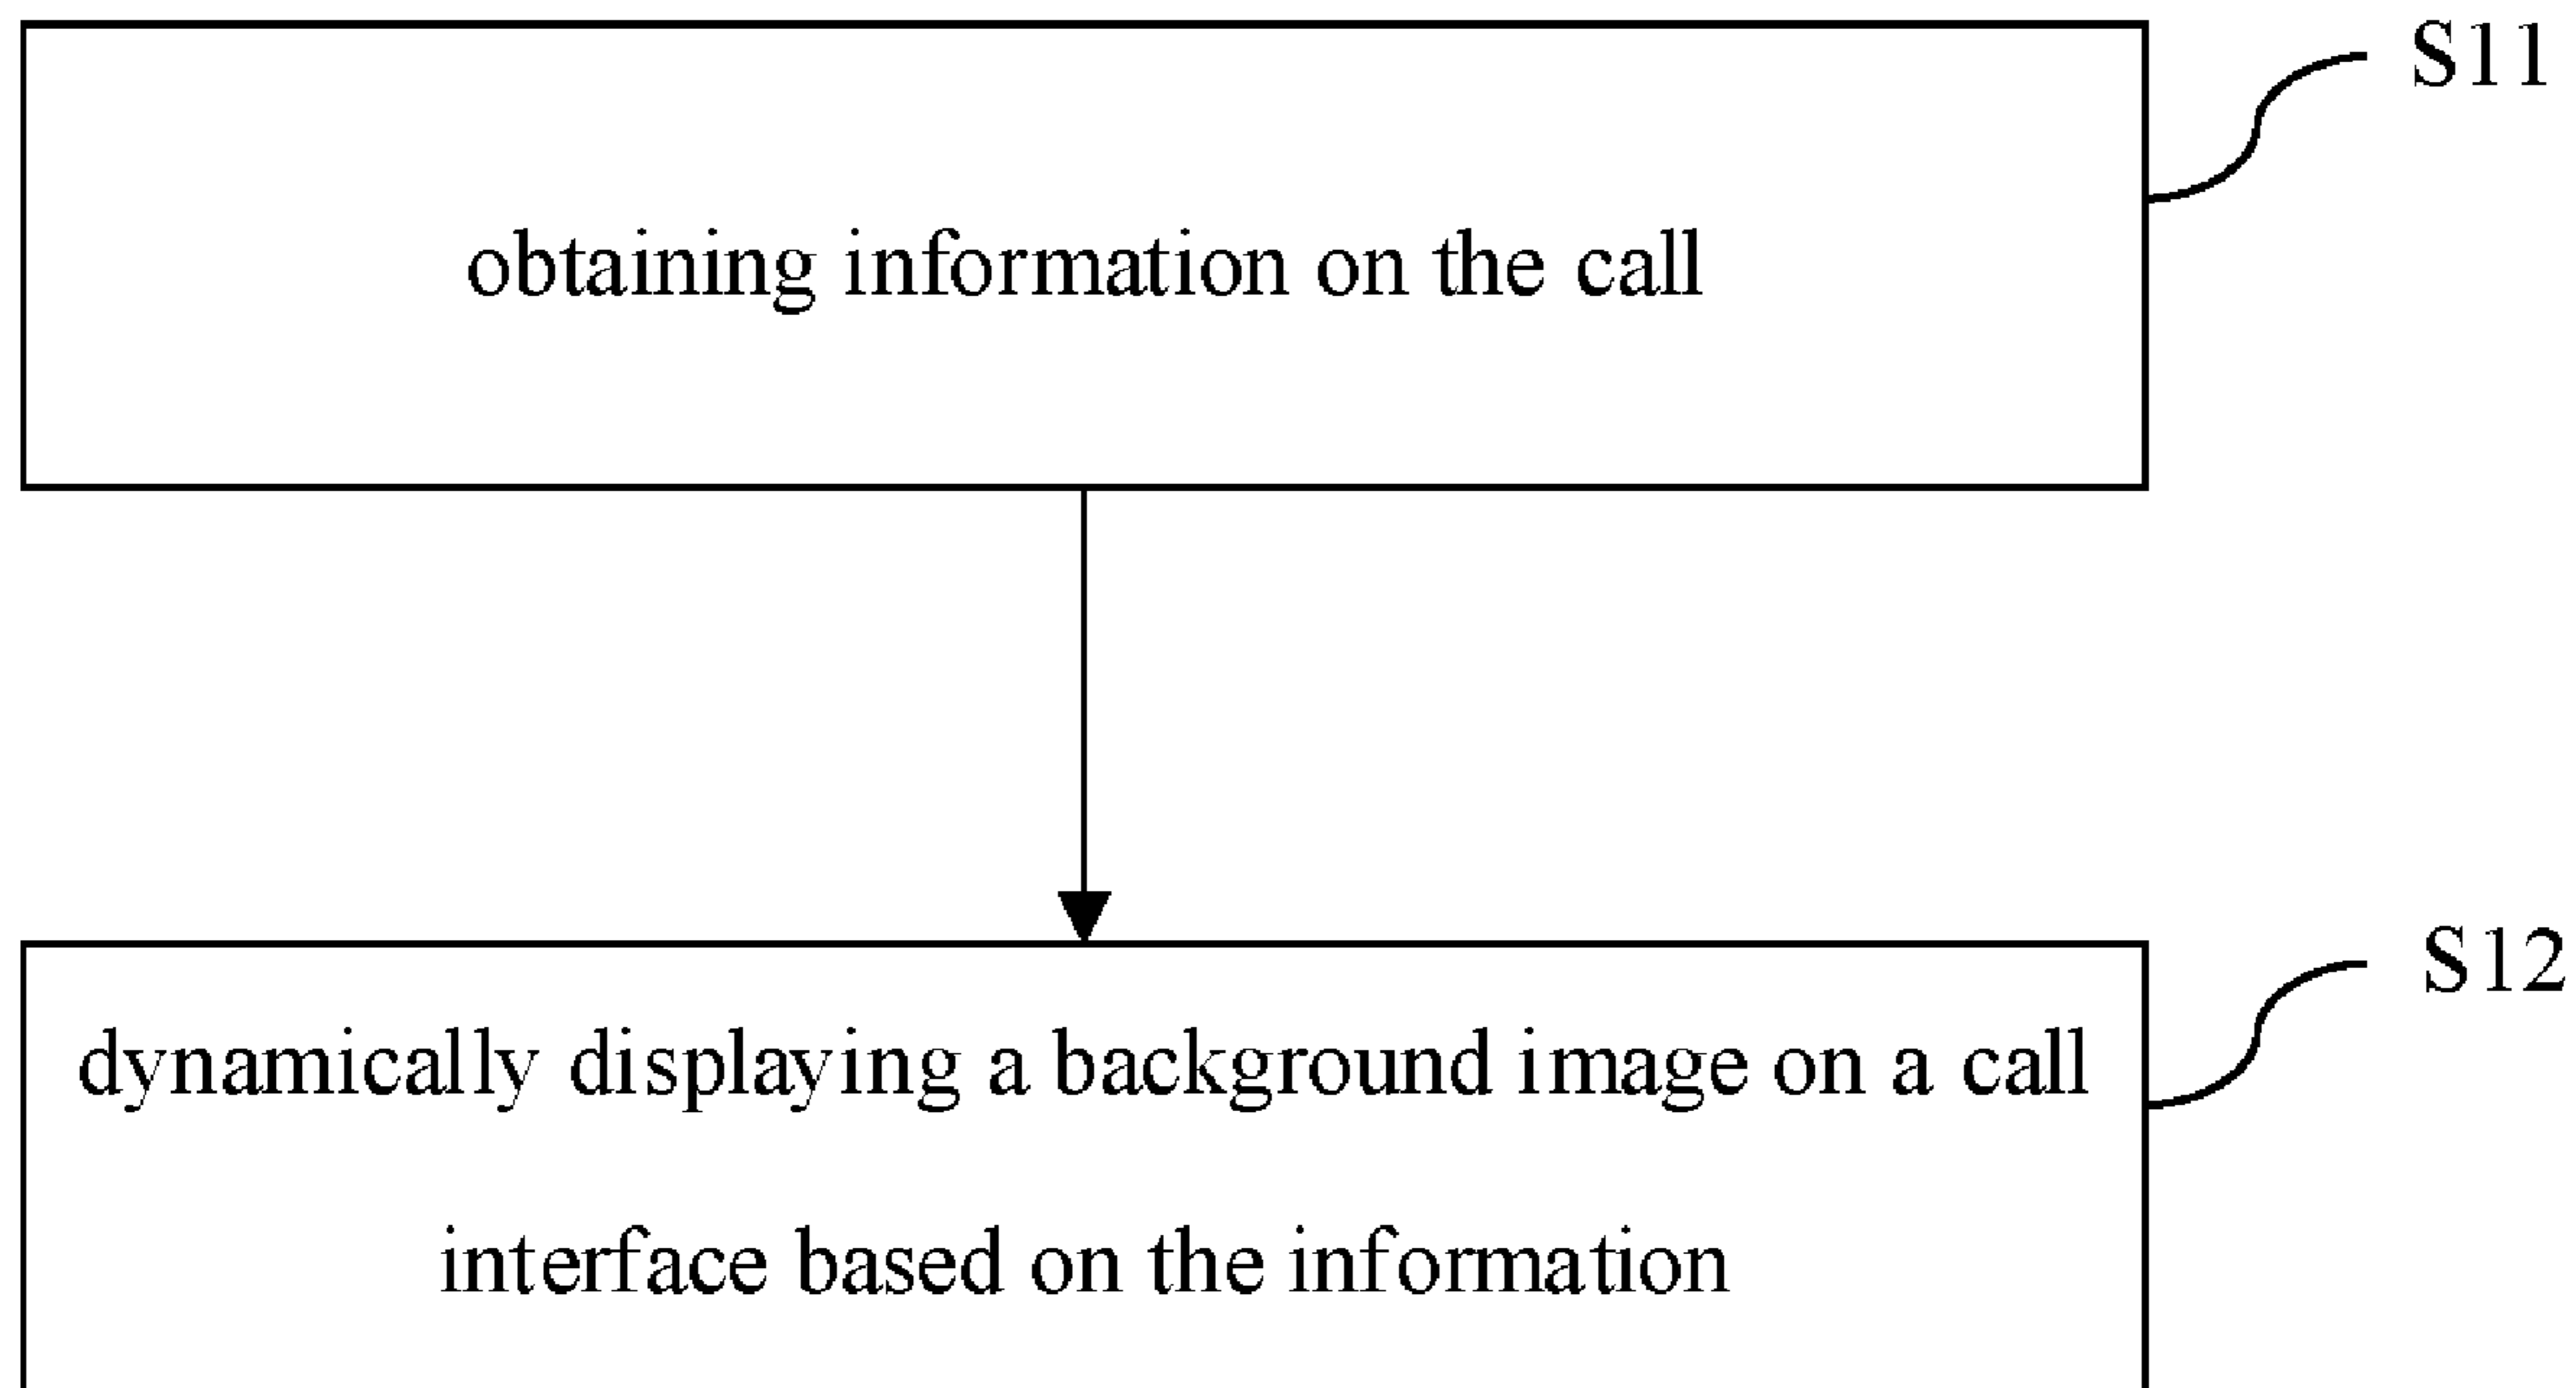 S11
obtaining information on the call
S12
dynamically displaying a background image on a call
interface based on the information